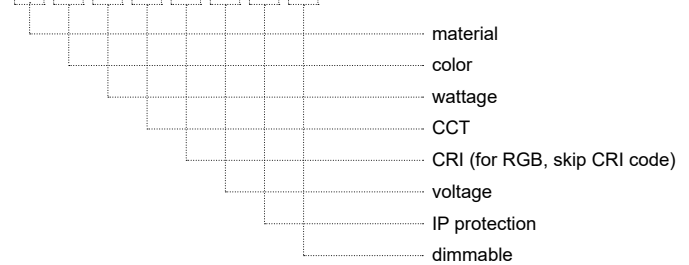 material
color
wattage
CCT
CRI (for RGB, skip CRI code)
voltage
IP protection
dimmable